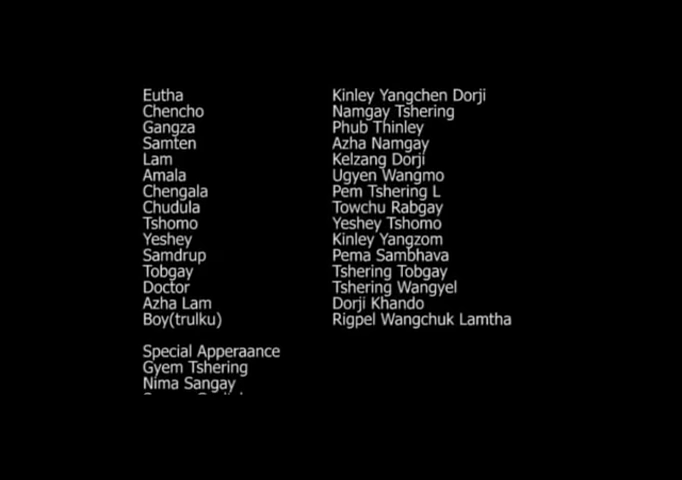 Eutha Kinley Yangchen Dorji
Chencho Namgay Tshering
Gangza Phub Thinley
Samten Azha Namgay
Lam Kelzang Dorji
Amala Ugyen Wangmo
Chengala Pem Tshering L
Chudula Towchu Rabgay
Tshomo Yeshey Tshomo
Yeshey Kinley Yangzom
Samdrup Pema Sambhava
Tobgay Tshering Tobgay
Doctor Tshering Wangyel
Azha Lam Dorji Khando
Boy(trulku) Rigpel Wangchuk Lamtha
Special Apperaance
Gyem Tshering
Nima Sangay